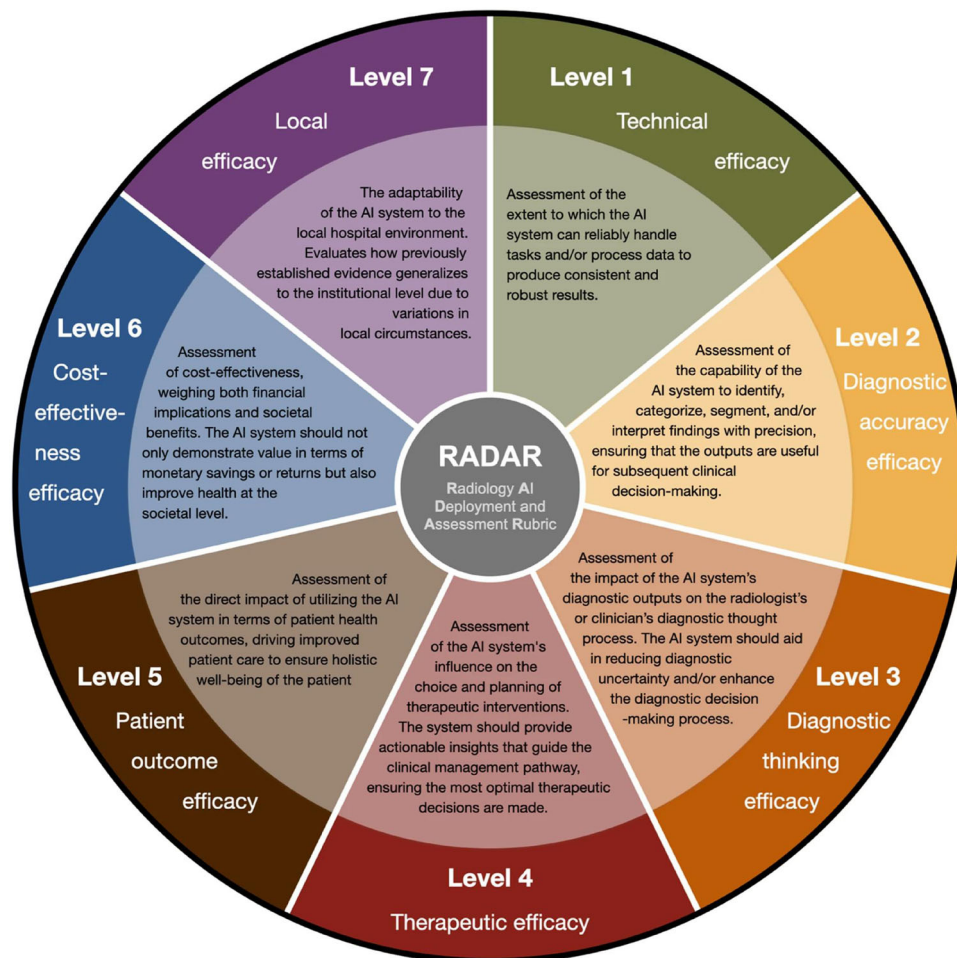 RADAR
Radiology AI
Deployment and
Assessment Rubric
Level 1
Technical
efficacy
Assessment of the
extent to which the AI
system can reliably handle
tasks and/or process data to
produce consistent and
robust results.
Level 2
Diagnostic
accuracy
efficacy
Assessment of
the capability of the
AI system to identify,
categorize, segment, and/or
interpret findings with precision,
ensuring that the outputs are useful
for subsequent clinical
decision-making.
Level 3
Diagnostic
thinking
efficacy
Assessment of
the impact of the AI system's
diagnostic outputs on the radiologist's
or clinician's diagnostic thought
process. The AI system should aid
in reducing diagnostic
uncertainty and/or enhance
the diagnostic decision
-making process.
Level 4
Therapeutic efficacy
Assessment
of the AI system's
influence on the
choice and planning of
therapeutic interventions.
The system should provide
actionable insights that guide the
clinical management pathway,
ensuring the most optimal therapeutic
decisions are made.
Level 5
Patient
outcome
efficacy
Assessment of
the direct impact of utilizing the AI
system in terms of patient health
outcomes, driving improved
patient care to ensure holistic
well-being of the patient
Level 6
Cost-
effective-
ness
efficacy
Assessment
of cost-effectiveness,
weighing both financial
implications and societal
benefits. The AI system should not
only demonstrate value in terms of
monetary savings or returns but also
improve health at the
societal level.
Level 7
Local
efficacy
The adaptability
of the AI system to the
local hospital environment.
Evaluates how previously
established evidence generalizes
to the institutional level due to
variations in
local circumstances.